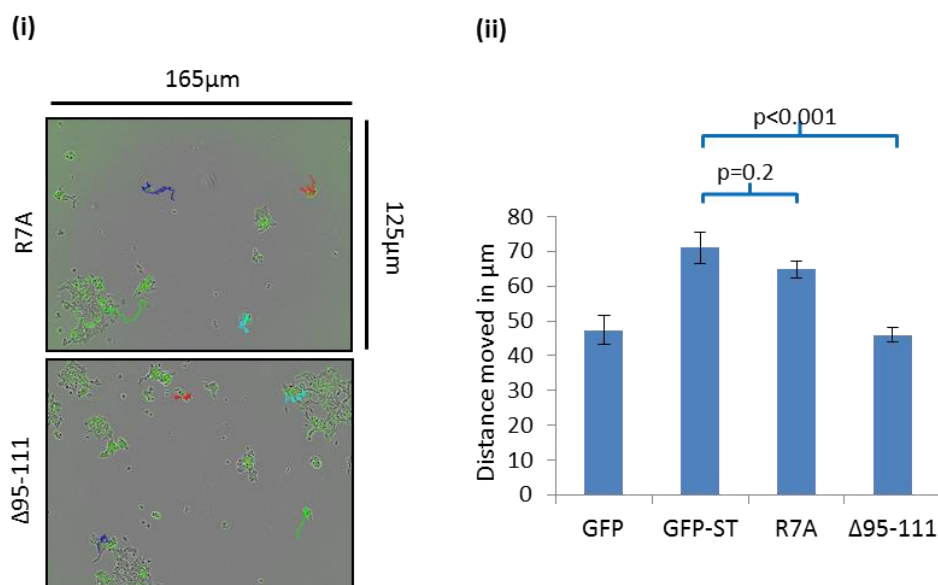 (i)
165µm
R7A
125µm
Δ95-111
(ii)
p<0.001
p=0.2
Distance moved in µm
80
70
60
50
40
30
20
10
0
GFP GFP-ST R7A Δ95-111